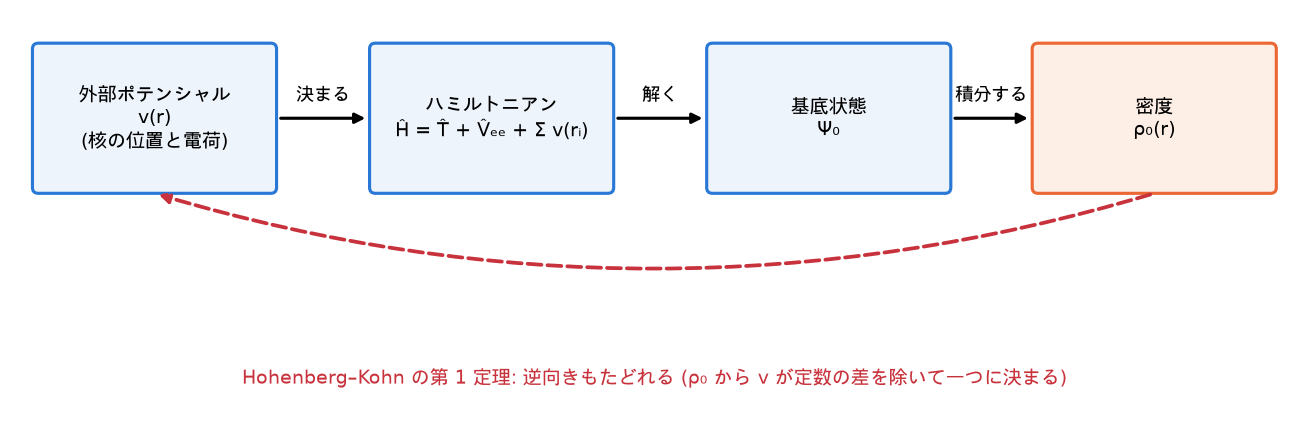 外部ポテンシャル
v(r)
(核の位置と電荷)
決まる
ハミルトニアン
Ĥ = T̂ + V̂ₑₑ + Σ v(rᵢ)
解く
基底状態
Ψ₀
積分する
密度
ρ₀(r)
Hohenberg–Kohn の第 1 定理: 逆向きもたどれる (ρ₀ から v が定数の差を除いて一つに決まる)